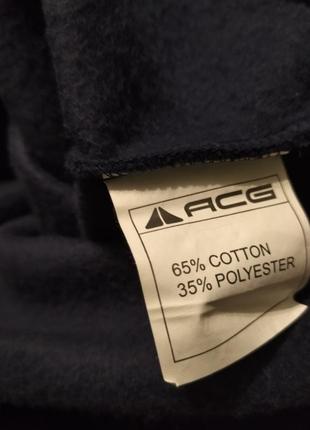 ACG
65% COTTON
35% POLYESTER